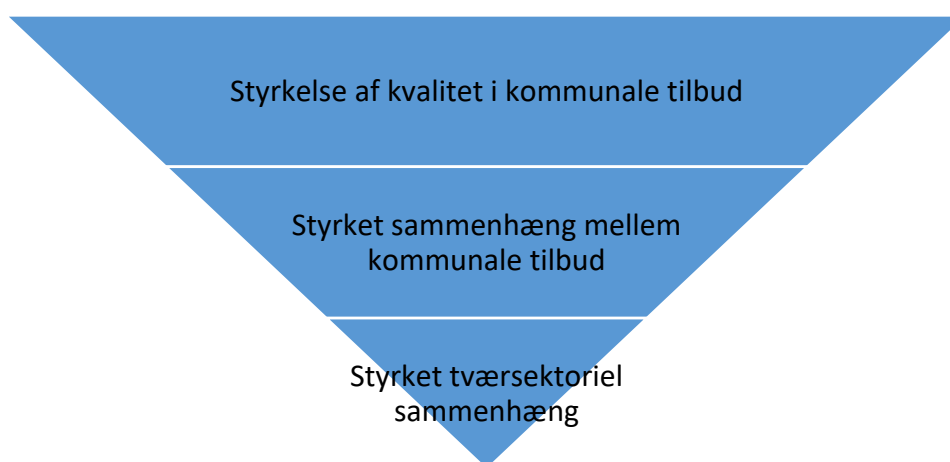 Styrkelse af kvalitet i kommunale tilbud
Styrket sammenhæng mellem
kommunale tilbud
Styrket tværsektoriel
sammenhæng